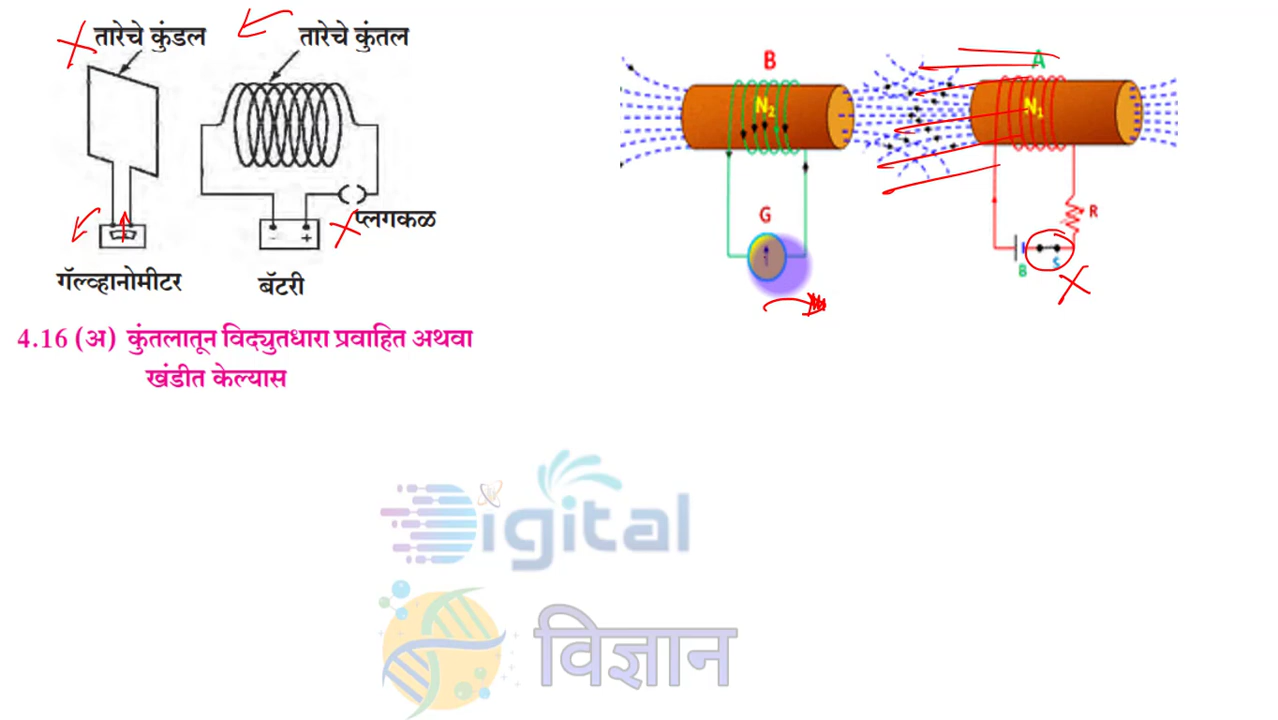 तारेचे कुंडल
तारेचे कुंतल
- +
प्लगकळ
गॅल्व्हानोमीटर
बॅटरी
4.16 (अ) कुंतलातून विद्युतधारा प्रवाहित अथवा
खंडीत केल्यास
B
A
N2
N1
G
R
B
S
Digital
विज्ञान